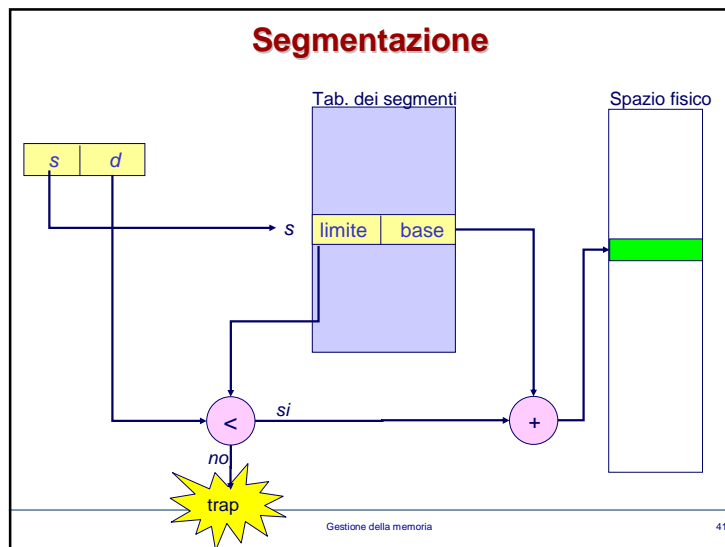 Segmentazione
Tab. dei segmenti
Spazio fisico
s d
s limite base
< si +
no
trap
Gestione della memoria 41